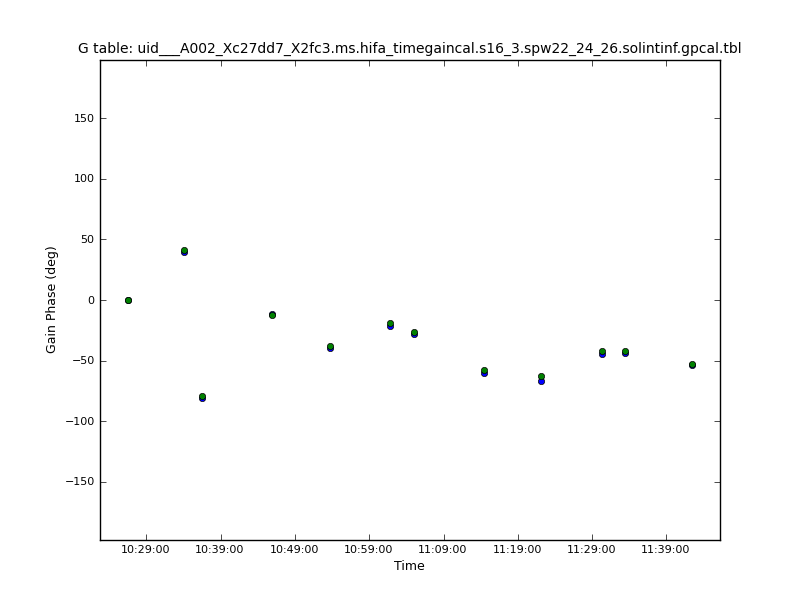 G table: uid___A002_Xc27dd7_X2fc3.ms.hifa_timegaincal.s16_3.spw22_24_26.solintinf.gpcal.tbl
150
100
50
0
−50
−100
−150
Gain Phase (deg)
10:29:00 10:39:00 10:49:00 10:59:00 11:09:00 11:19:00 11:29:00 11:39:00
Time